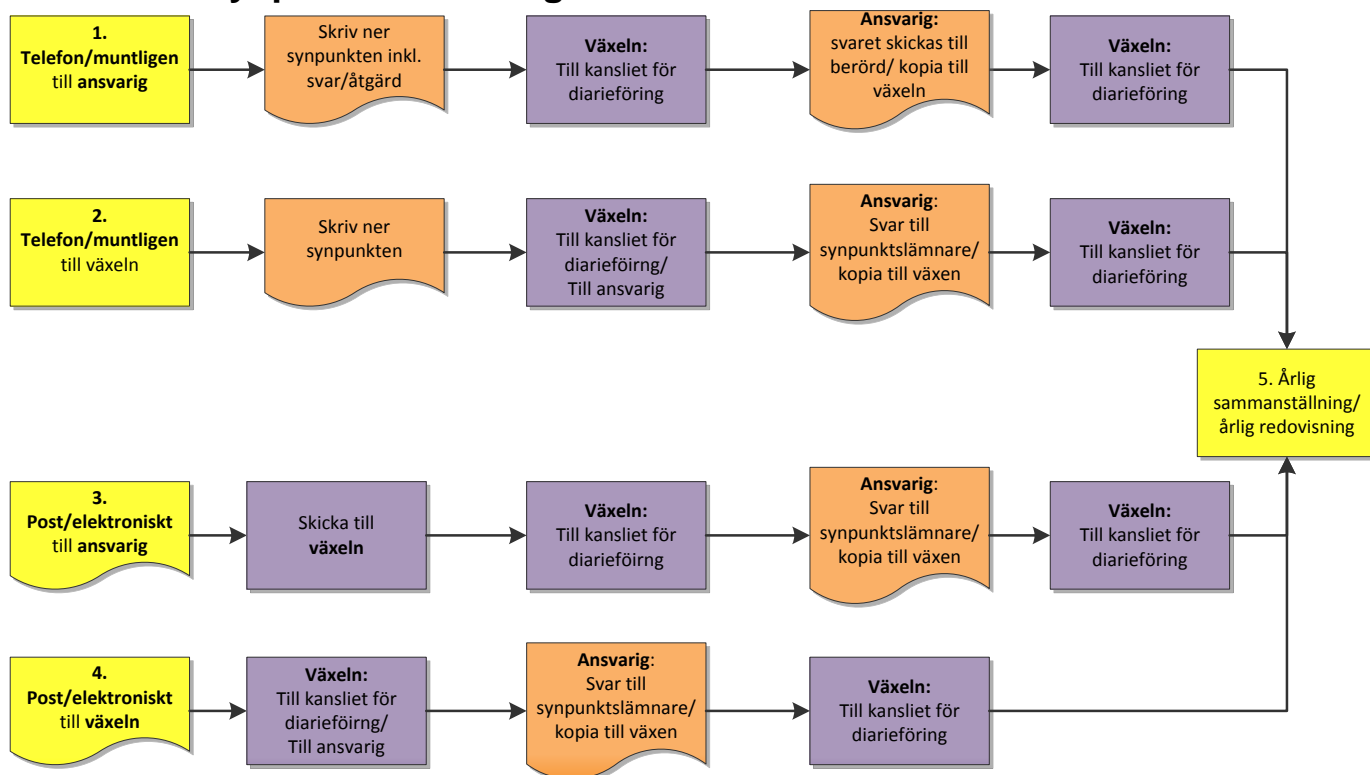 1.
Telefon/muntligen
till ansvarig
Skriv ner
synpunkten inkl.
svar/åtgärd
Växeln:
Till kansliet för
diarieföring
Ansvarig:
svaret skickas till
berörd/ kopia till
växeln
Växeln:
Till kansliet för
diarieföring
2.
Telefon/muntligen
till växeln
Skriv ner
synpunkten
Växeln:
Till kansliet för
diarieföirng/
Till ansvarig
Ansvarig:
Svar till
synpunktslämnare/
kopia till växen
Växeln:
Till kansliet för
diarieföring
5. Årlig
sammanställning/
årlig redovisning
3.
Post/elektroniskt
till ansvarig
Skicka till
växeln
Växeln:
Till kansliet för
diarieföirng
Ansvarig:
Svar till
synpunktslämnare/
kopia till växen
Växeln:
Till kansliet för
diarieföring
4.
Post/elektroniskt
till växeln
Växeln:
Till kansliet för
diarieföirng/
Till ansvarig
Ansvarig:
Svar till
synpunktslämnare/
kopia till växen
Växeln:
Till kansliet för
diarieföring